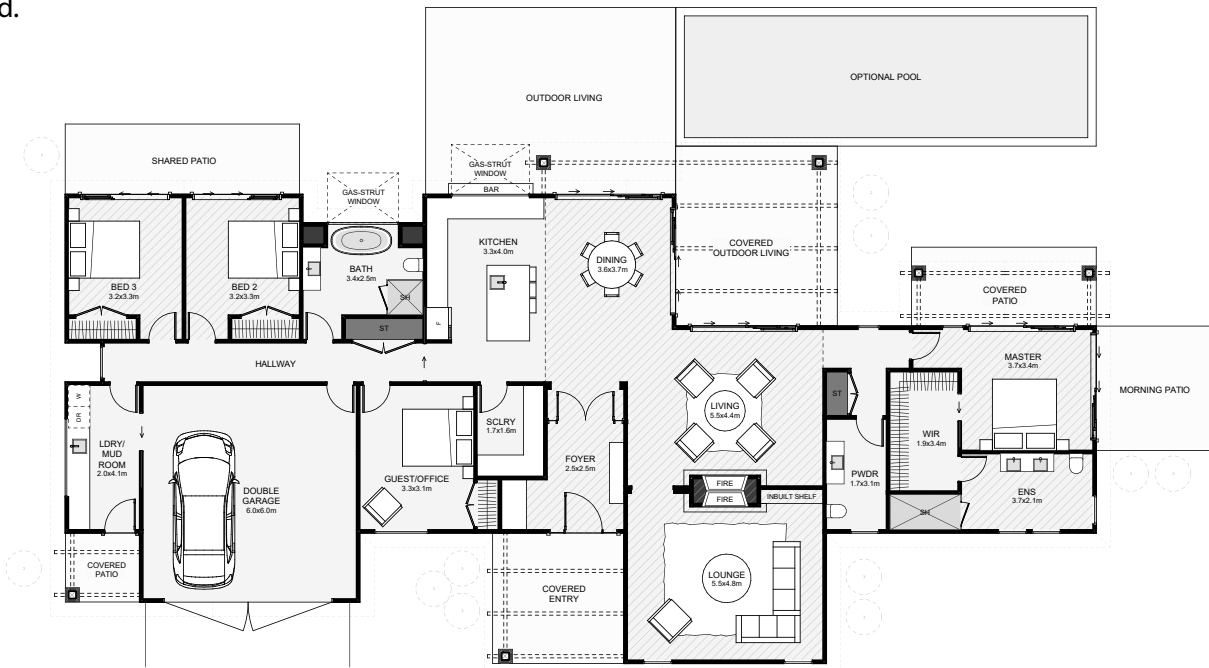 d.
OPTIONAL POOL
OUTDOOR LIVING
SHARED PATIO
GAS-STRUT
WINDOW
BAR
GAS-STRUT
WINDOW
KITCHEN
3.3x4.0m
DINING
3.6x3.7m
COVERED
OUTDOOR LIVING
BATH
3.4x2.5m
BED 3
3.2x3.3m
BED 2
3.2x3.3m
SH
COVERED
PATIO
F
ST
HALLWAY
MASTER
3.7x3.4m
MORNING PATIO
W
DR
ST
LIVING
5.5x4.4m
SCLRY
1.7x1.6m
WIR
1.9x3.4m
LDRY/
MUD
ROOM
2.0x4.1m
FOYER
2.5x2.5m
PWDR
1.7x3.1m
GUEST/OFFICE
3.3x3.1m
DOUBLE
GARAGE
6.0x6.0m
FIRE
FIRE
INBUILT SHELF
ENS
3.7x2.1m
SH
COVERED
PATIO
COVERED
ENTRY
LOUNGE
5.5x4.8m